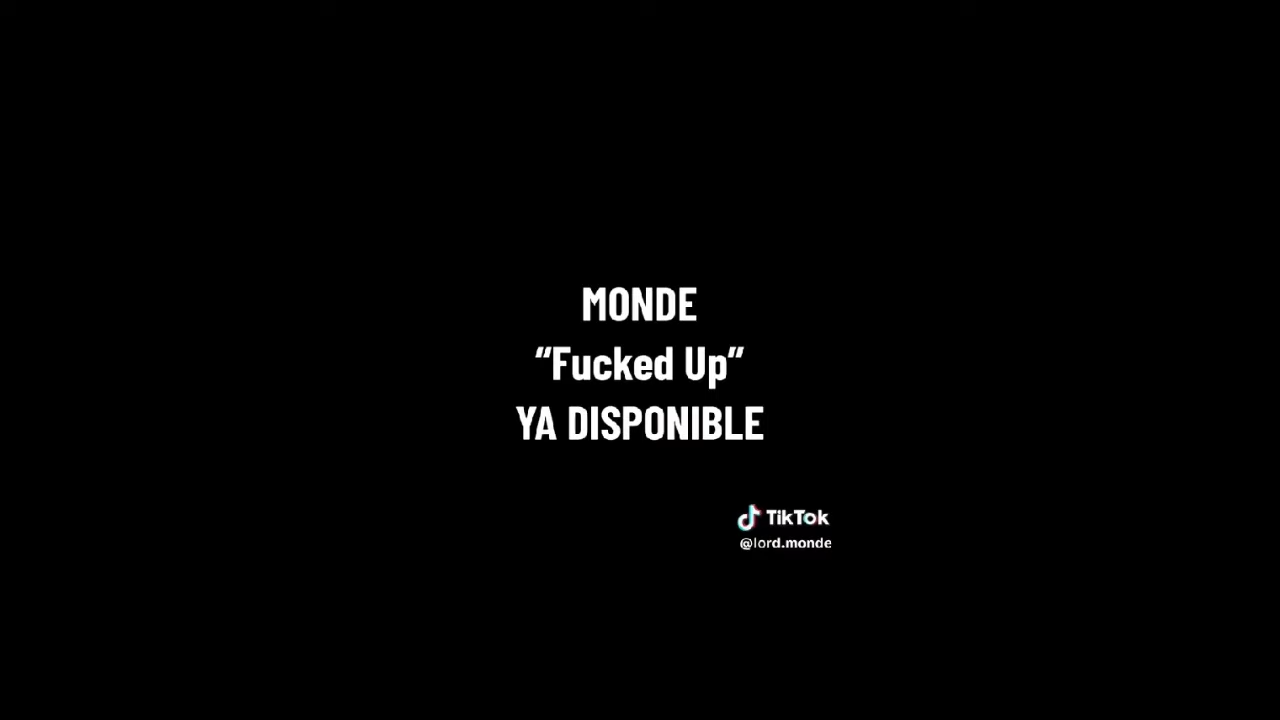 MONDE
“Fucked Up”
YA DISPONIBLE
TikTok
@lord.monde